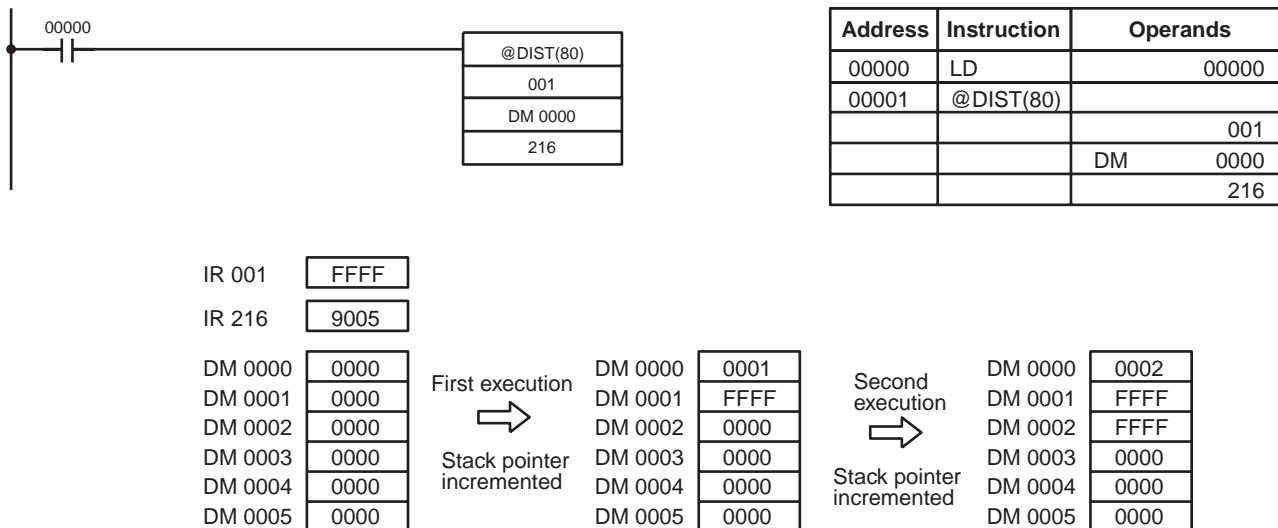 00000
@DIST(80)
001
DM 0000
216
Address Instruction Operands
00000 LD 00000
00001 @DIST(80)
001
DM 0000
216
IR 001 FFFF
IR 216 9005
DM 0000 0000
DM 0001 0000
DM 0002 0000
DM 0003 0000
DM 0004 0000
DM 0005 0000
First execution
Stack pointer
incremented
DM 0000 0001
DM 0001 FFFF
DM 0002 0000
DM 0003 0000
DM 0004 0000
DM 0005 0000
Second
execution
Stack pointer
incremented
DM 0000 0002
DM 0001 FFFF
DM 0002 FFFF
DM 0003 0000
DM 0004 0000
DM 0005 0000